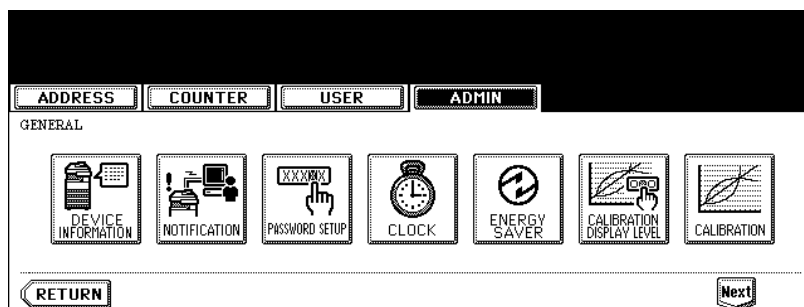 ADDRESS COUNTER USER ADMIN
GENERAL
DEVICE INFORMATION
NOTIFICATION
XXXXX
PASSWORD SETUP
CLOCK
ENERGY SAVER
CALIBRATION DISPLAY LEVEL
CALIBRATION
RETURN
Next